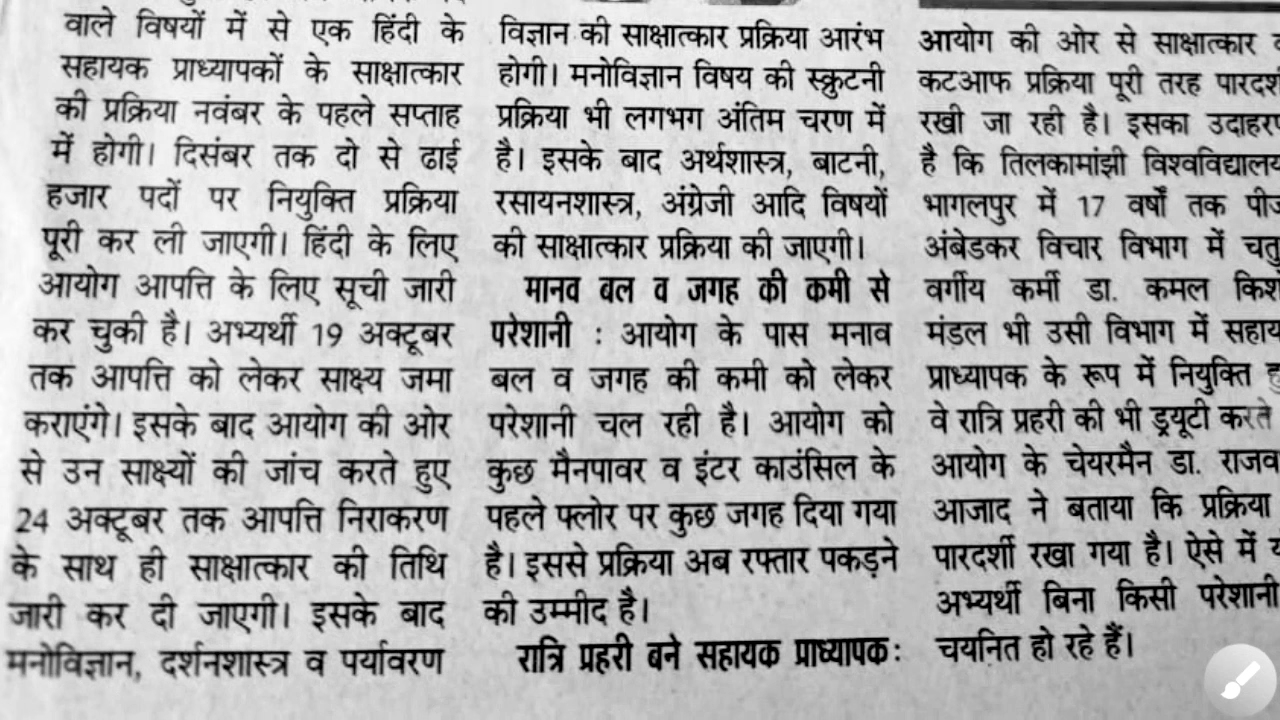 वाले विषयों में से एक हिंदी के
सहायक प्राध्यापकों के साक्षात्कार
की प्रक्रिया नवंबर के पहले सप्ताह
में होगी। दिसंबर तक दो से ढाई
हजार पदों पर नियुक्ति प्रक्रिया
पूरी कर ली जाएगी। हिंदी के लिए
आयोग आपत्ति के लिए सूची जारी
कर चुकी है। अभ्यर्थी 19 अक्टूबर
तक आपत्ति को लेकर साक्ष्य जमा
कराएंगे। इसके बाद आयोग की ओर
से उन साक्ष्यों की जांच करते हुए
24 अक्टूबर तक आपत्ति निराकरण
के साथ ही साक्षात्कार की तिथि
जारी कर दी जाएगी। इसके बाद
मनोविज्ञान, दर्शनशास्त्र व पर्यावरण
विज्ञान की साक्षात्कार प्रक्रिया आरंभ
होगी। मनोविज्ञान विषय की स्क्रुटनी
प्रक्रिया भी लगभग अंतिम चरण में
है। इसके बाद अर्थशास्त्र, बाटनी,
रसायनशास्त्र, अंग्रेजी आदि विषयों
की साक्षात्कार प्रक्रिया की जाएगी।
मानव बल व जगह की कमी से
परेशानी : आयोग के पास मनाव
बल व जगह की कमी को लेकर
परेशानी चल रही है। आयोग को
कुछ मैनपावर व इंटर काउंसिल के
पहले फ्लोर पर कुछ जगह दिया गया
है। इससे प्रक्रिया अब रफ्तार पकड़ने
की उम्मीद है।
रात्रि प्रहरी बने सहायक प्राध्यापक:
आयोग की ओर से साक्षात्कार
कटआफ प्रक्रिया पूरी तरह
रखी जा रही है। इसका
है कि तिलकामांझी
भागलपुर में 17 वर्षों तक
अंबेडकर विचार विभाग में
वर्गीय कर्मी डा. कमल
मंडल भी उसी विभाग में
प्राध्यापक के रूप में नियुक्ति
वे रात्रि प्रहरी की भी ड्यूटी करते
आयोग के चेयरमैन डा.
आजाद ने बताया कि प्रक्रिया
पारदर्शी रखा गया है। ऐसे में
अभ्यर्थी बिना किसी परेशानी
चयनित हो रहे हैं।